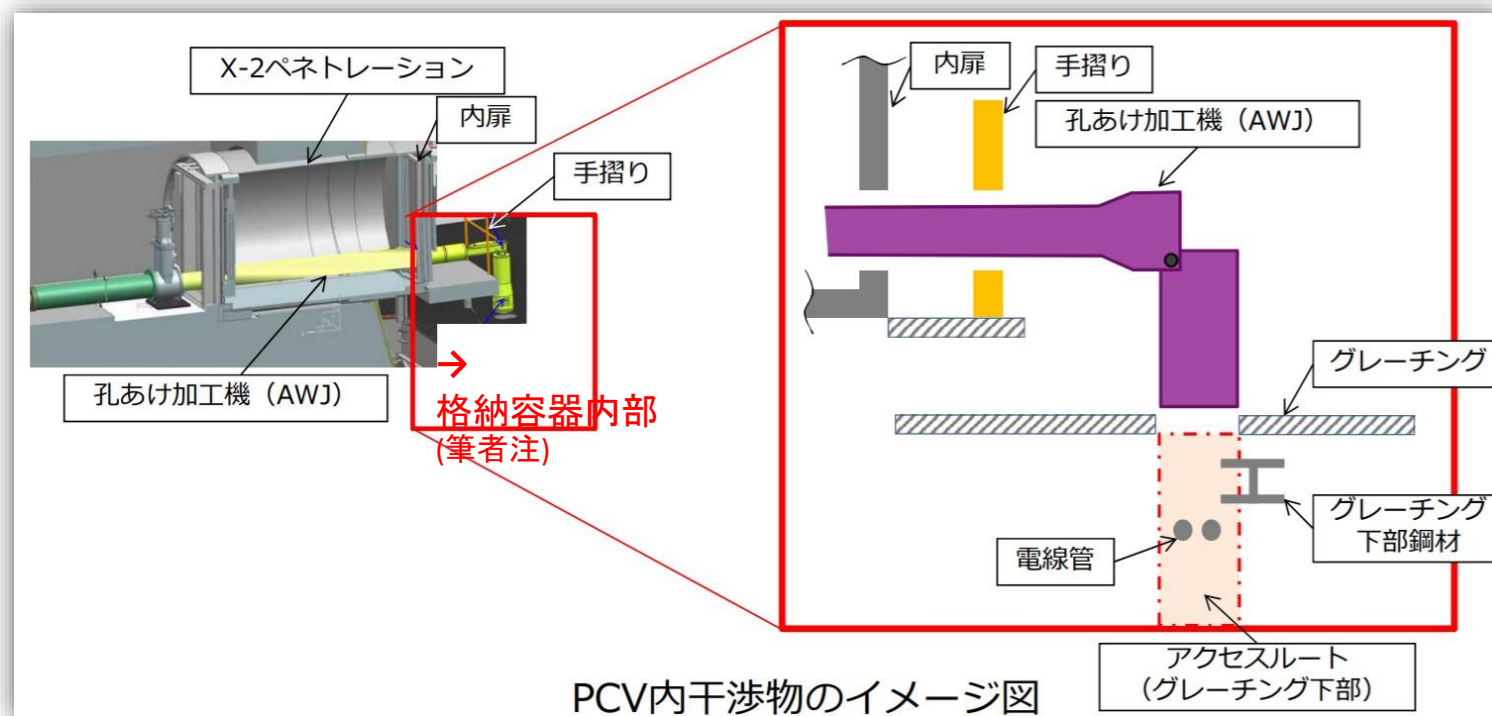 X-2ペネトレーション
内扉
手摺り
孔あけ加工機（AWJ）
→
格納容器内部
(筆者注)
内扉
手摺り
孔あけ加工機（AWJ）
グレーチング
グレーチング
下部鋼材
電線管
アクセスルート
（グレーチング下部）
PCV内干渉物のイメージ図